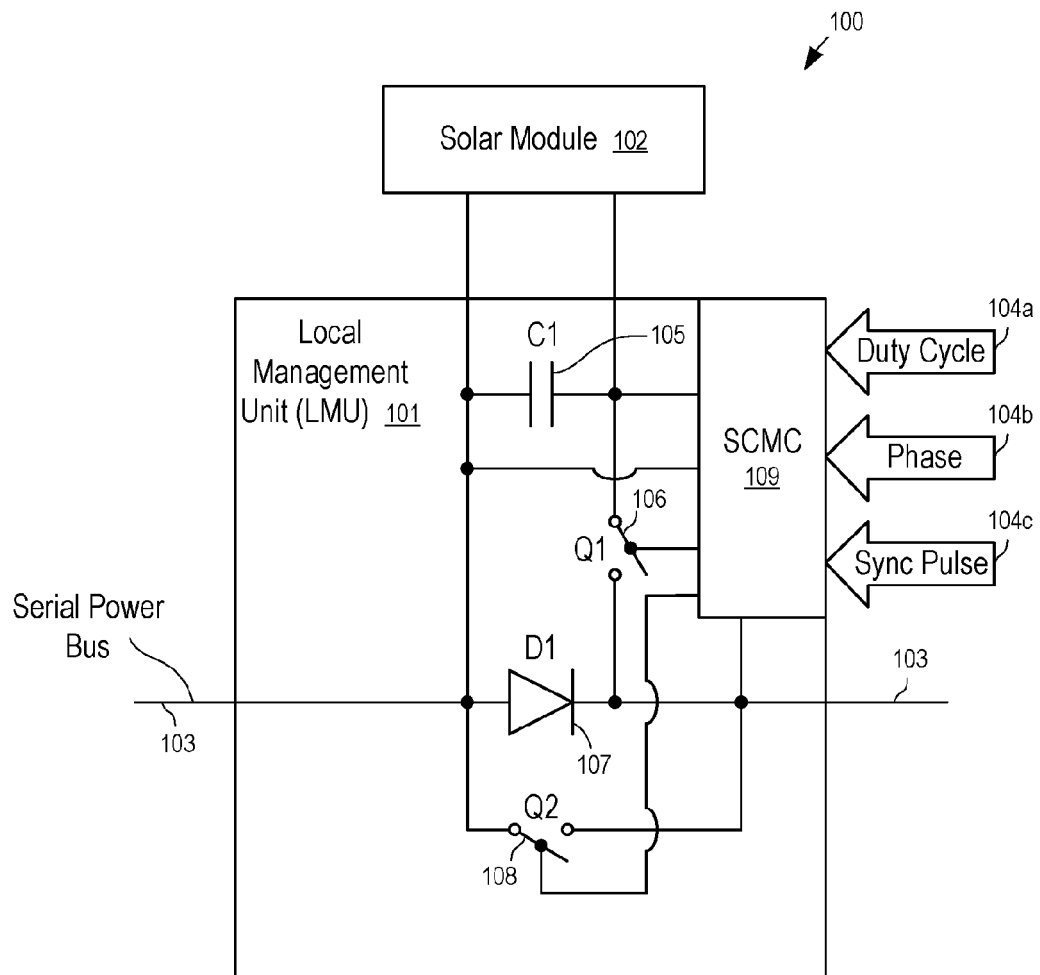 100
Solar Module 102
Local
Management
Unit (LMU) 101
C1
105
SCMC
109
Duty Cycle
104a
Phase
104b
Sync Pulse
104c
106
Q1
Serial Power
Bus
D1
103
103
107
Q2
108